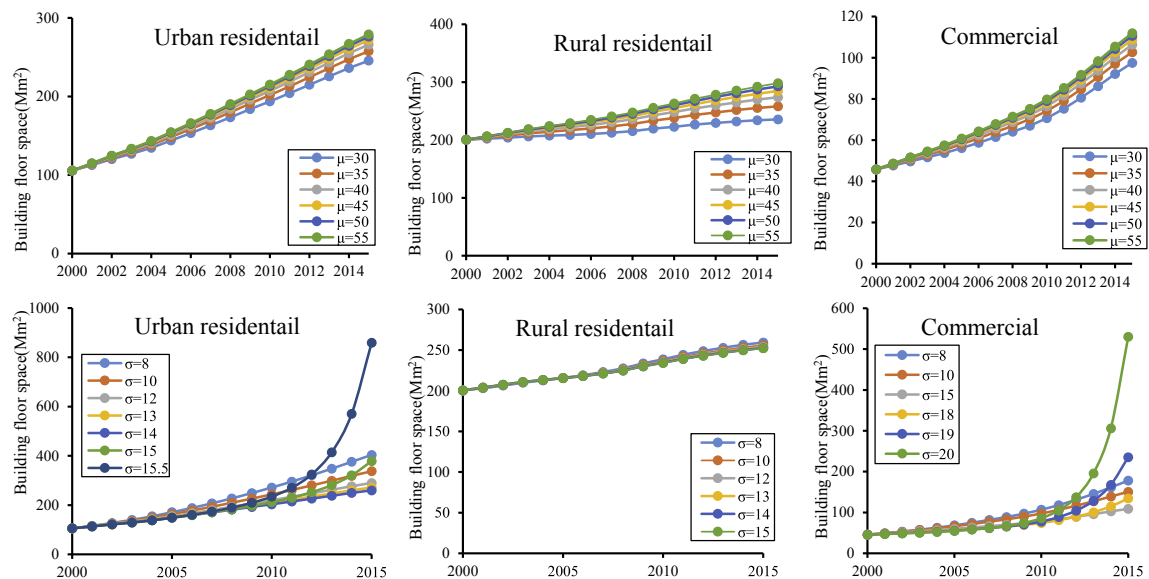 Urban residentail
Building floor space(Mm²)
300
200
100
0
2000 2002 2004 2006 2008 2010 2012 2014
μ=30
μ=35
μ=40
μ=45
μ=50
μ=55
Rural residentail
Building floor space(Mm²)
400
300
200
100
0
2000 2002 2004 2006 2008 2010 2012 2014
μ=30
μ=35
μ=40
μ=45
μ=50
μ=55
Commercial
Building floor space(Mm²)
120
100
80
60
40
20
0
2000 2002 2004 2006 2008 2010 2012 2014
μ=30
μ=35
μ=40
μ=45
μ=50
μ=55
Urban residentail
Building floor space(Mm²)
1000
800
600
400
200
0
2000 2005 2010 2015
σ=8
σ=10
σ=12
σ=13
σ=14
σ=15
σ=15.5
Rural residentail
Building floor space(Mm²)
300
250
200
150
100
50
0
2000 2005 2010 2015
σ=8
σ=10
σ=12
σ=13
σ=14
σ=15
Commercial
Building floor space(Mm²)
600
500
400
300
200
100
0
2000 2005 2010 2015
σ=8
σ=10
σ=15
σ=18
σ=19
σ=20